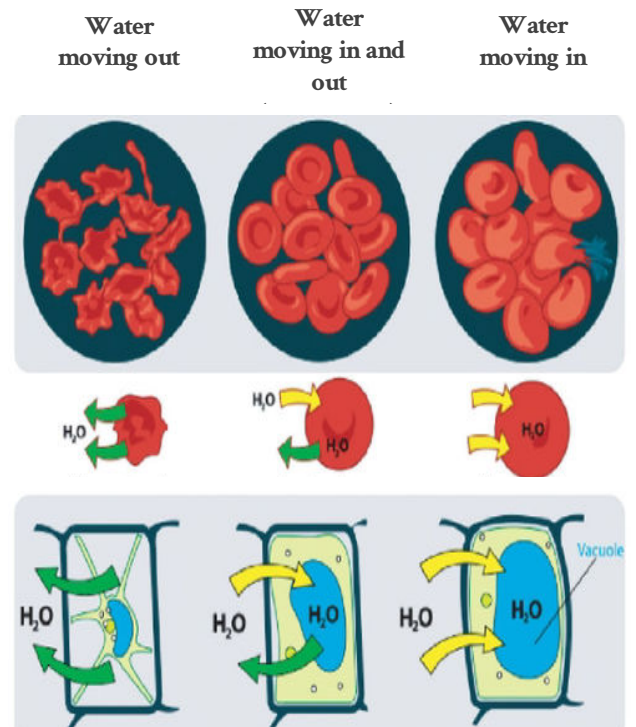 Water
moving out
Water
moving in and
out
Water
moving in
H₂O
H₂O
H₂O
H₂O
H₂O
H₂O
H₂O
H₂O
H₂O
Vacuole